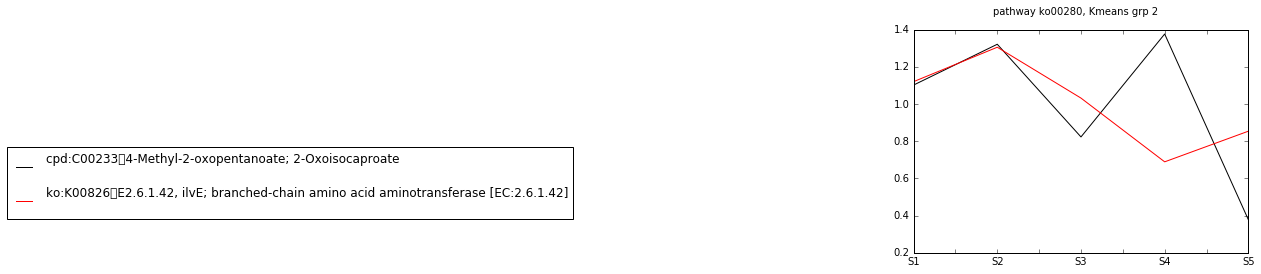 pathway ko00280, Kmeans grp 2
1.4
1.2
1.0
0.8
0.6
0.4
0.2
S1 S2 S3 S4 S5
cpd:C00233▯4-Methyl-2-oxopentanoate; 2-Oxoisocaproate
ko:K00826▯E2.6.1.42, ilvE; branched-chain amino acid aminotransferase [EC:2.6.1.42]